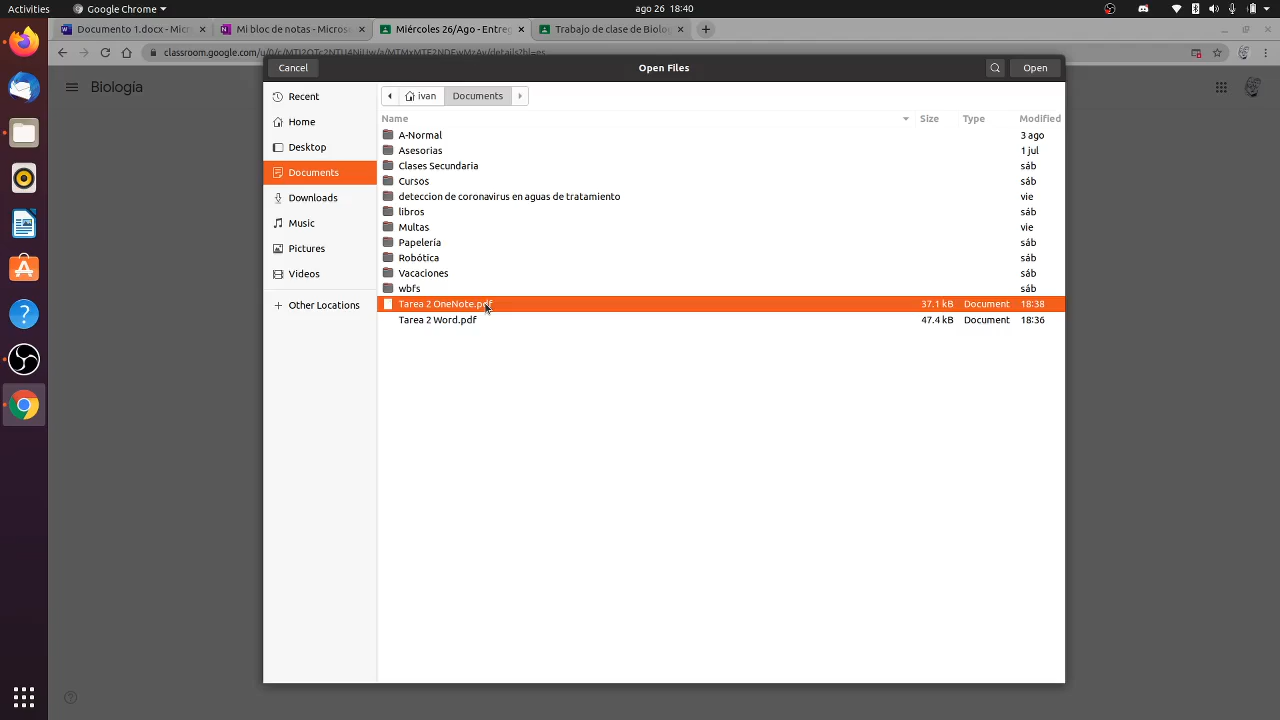 Activities
Google Chrome
ago 26 18:40
Documento 1.docx - Micr
Mi bloc de notas - Microso
Miércoles 26/Ago - Entreg
Trabajo de clase de Biolog
Biología
Cancel
Open Files
Open
Recent
Home
Desktop
Documents
Downloads
Music
Pictures
Videos
Other Locations
ivan
Documents
Name Size Type Modified
A-Normal 3 ago
Asesorias 1 jul
Clases Secundaria sáb
Cursos sáb
deteccion de coronavirus en aguas de tratamiento vie
libros sáb
Multas vie
Papelería sáb
Robótica sáb
Vacaciones sáb
wbfs sáb
Tarea 2 OneNote.pdf 37.1 kB Document 18:38
Tarea 2 Word.pdf 47.4 kB Document 18:36